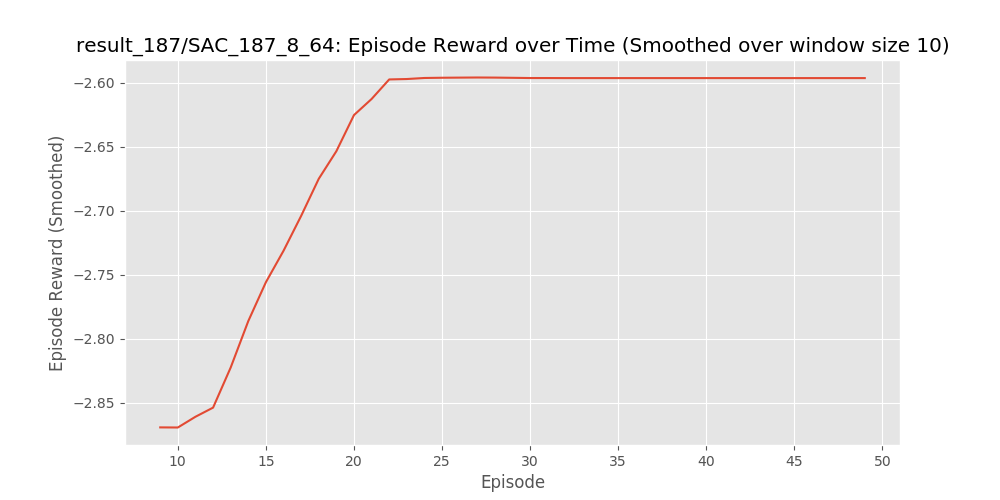 result_187/SAC_187_8_64: Episode Reward over Time (Smoothed over window size 10)
Episode Reward (Smoothed)
−2.60
−2.65
−2.70
−2.75
−2.80
−2.85
10 15 20 25 30 35 40 45 50
Episode